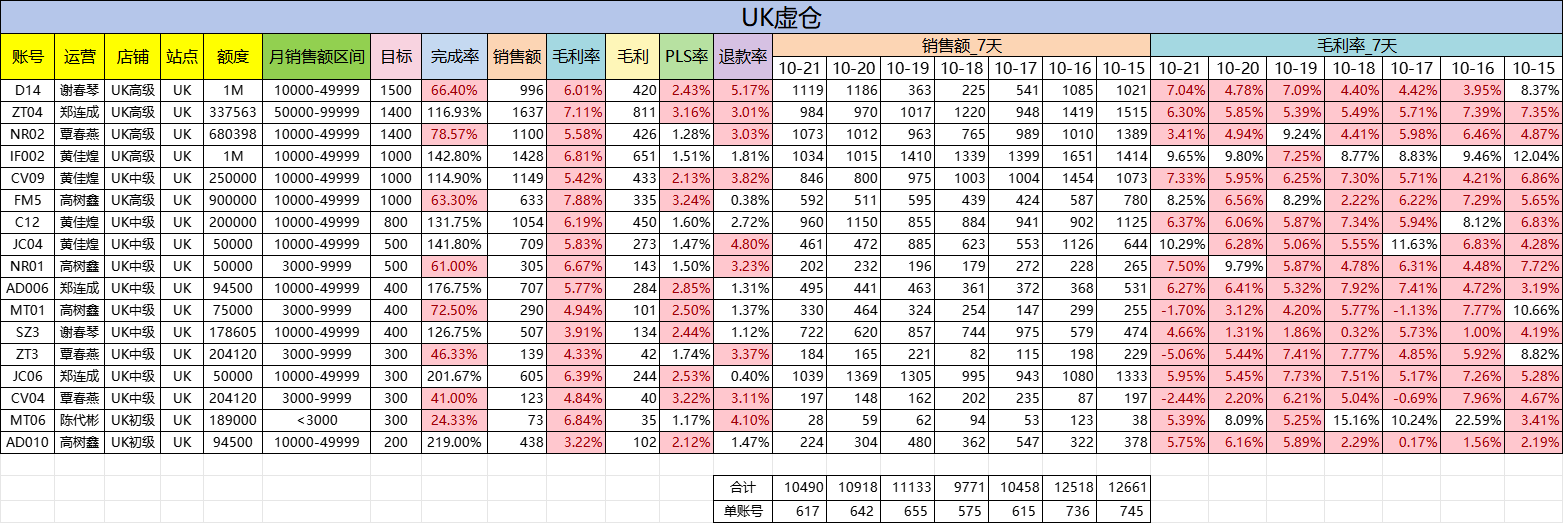 UK虚仓
账号 运营 店铺 站点 额度 月销售额区间 目标 完成率 销售额 毛利率 毛利 PLS率 退款率 销售额_7天 毛利率_7天
10-21 10-20 10-19 10-18 10-17 10-16 10-15 10-21 10-20 10-19 10-18 10-17 10-16 10-15
D14 谢春琴 UK高级 UK 1M 10000-49999 1500 66.40% 996 6.01% 420 2.43% 5.17% 1119 1186 363 225 541 1085 1021 7.04% 4.78% 7.09% 4.40% 4.42% 3.95% 8.37%
ZT04 郑连成 UK高级 UK 337563 50000-99999 1400 116.93% 1637 7.11% 811 3.16% 3.01% 984 970 1017 1220 948 1419 1515 6.30% 5.85% 5.39% 5.49% 5.71% 7.39% 7.35%
NR02 覃春燕 UK高级 UK 680398 10000-49999 1400 78.57% 1100 5.58% 426 1.28% 3.03% 1073 1012 963 765 989 1010 1389 3.41% 4.94% 9.24% 4.41% 5.98% 6.46% 4.87%
IF002 黄佳煌 UK高级 UK 1M 10000-49999 1000 142.80% 1428 6.81% 651 1.51% 1.81% 1034 1015 1410 1339 1399 1651 1414 9.65% 9.80% 7.25% 8.77% 8.83% 9.46% 12.04%
CV09 黄佳煌 UK中级 UK 250000 10000-49999 1000 114.90% 1149 5.42% 433 2.13% 3.82% 846 800 975 1003 1004 1454 1073 7.33% 5.95% 6.25% 7.30% 5.71% 4.21% 6.86%
FM5 高树鑫 UK高级 UK 900000 10000-49999 1000 63.30% 633 7.88% 335 3.24% 0.38% 592 511 595 439 424 587 780 8.25% 6.56% 8.29% 2.22% 6.22% 7.29% 5.65%
C12 黄佳煌 UK中级 UK 200000 10000-49999 800 131.75% 1054 6.19% 450 1.60% 2.72% 960 1150 855 884 941 902 1125 6.37% 6.06% 5.87% 7.34% 5.94% 8.12% 6.83%
JC04 黄佳煌 UK中级 UK 50000 10000-49999 500 141.80% 709 5.83% 273 1.47% 4.80% 461 472 885 623 553 1126 644 10.29% 6.28% 5.06% 5.55% 11.63% 6.83% 4.28%
NR01 高树鑫 UK中级 UK 50000 3000-9999 500 61.00% 305 6.67% 143 1.50% 3.23% 202 232 196 179 272 228 265 7.50% 9.79% 5.87% 4.78% 6.31% 4.48% 7.72%
AD006 郑连成 UK中级 UK 94500 10000-49999 400 176.75% 707 5.77% 284 2.85% 1.31% 495 441 463 361 372 368 531 6.27% 6.41% 5.32% 7.92% 7.41% 4.72% 3.19%
MT01 高树鑫 UK中级 UK 75000 3000-9999 400 72.50% 290 4.94% 101 2.50% 1.37% 330 464 324 254 147 299 255 -1.70% 3.12% 4.20% 5.77% -1.13% 7.77% 10.66%
SZ3 谢春琴 UK中级 UK 178605 10000-49999 400 126.75% 507 3.91% 134 2.44% 1.12% 722 620 857 744 975 579 474 4.66% 1.31% 1.86% 0.32% 5.73% 1.00% 4.19%
ZT3 覃春燕 UK中级 UK 204120 3000-9999 300 46.33% 139 4.33% 42 1.74% 3.37% 184 165 221 82 115 198 229 -5.06% 5.44% 7.41% 7.77% 4.85% 5.92% 8.82%
JC06 郑连成 UK中级 UK 50000 10000-49999 300 201.67% 605 6.39% 244 2.53% 0.40% 1039 1369 1305 995 943 1080 1333 5.95% 5.45% 7.73% 7.51% 5.17% 7.26% 5.28%
CV04 覃春燕 UK中级 UK 204120 3000-9999 300 41.00% 123 4.84% 40 3.22% 3.11% 197 148 162 202 235 87 197 -2.44% 2.20% 6.21% 5.04% -0.69% 7.96% 4.67%
MT06 陈代彬 UK初级 UK 189000 <3000 300 24.33% 73 6.84% 35 1.17% 4.10% 28 59 62 94 53 123 38 5.39% 8.09% 5.25% 15.16% 10.24% 22.59% 3.41%
AD010 高树鑫 UK初级 UK 94500 10000-49999 200 219.00% 438 3.22% 102 2.12% 1.47% 224 304 480 362 547 322 378 5.75% 6.16% 5.89% 2.29% 0.17% 1.56% 2.19%
合计 10490 10918 11133 9771 10458 12518 12661
单账号 617 642 655 575 615 736 745